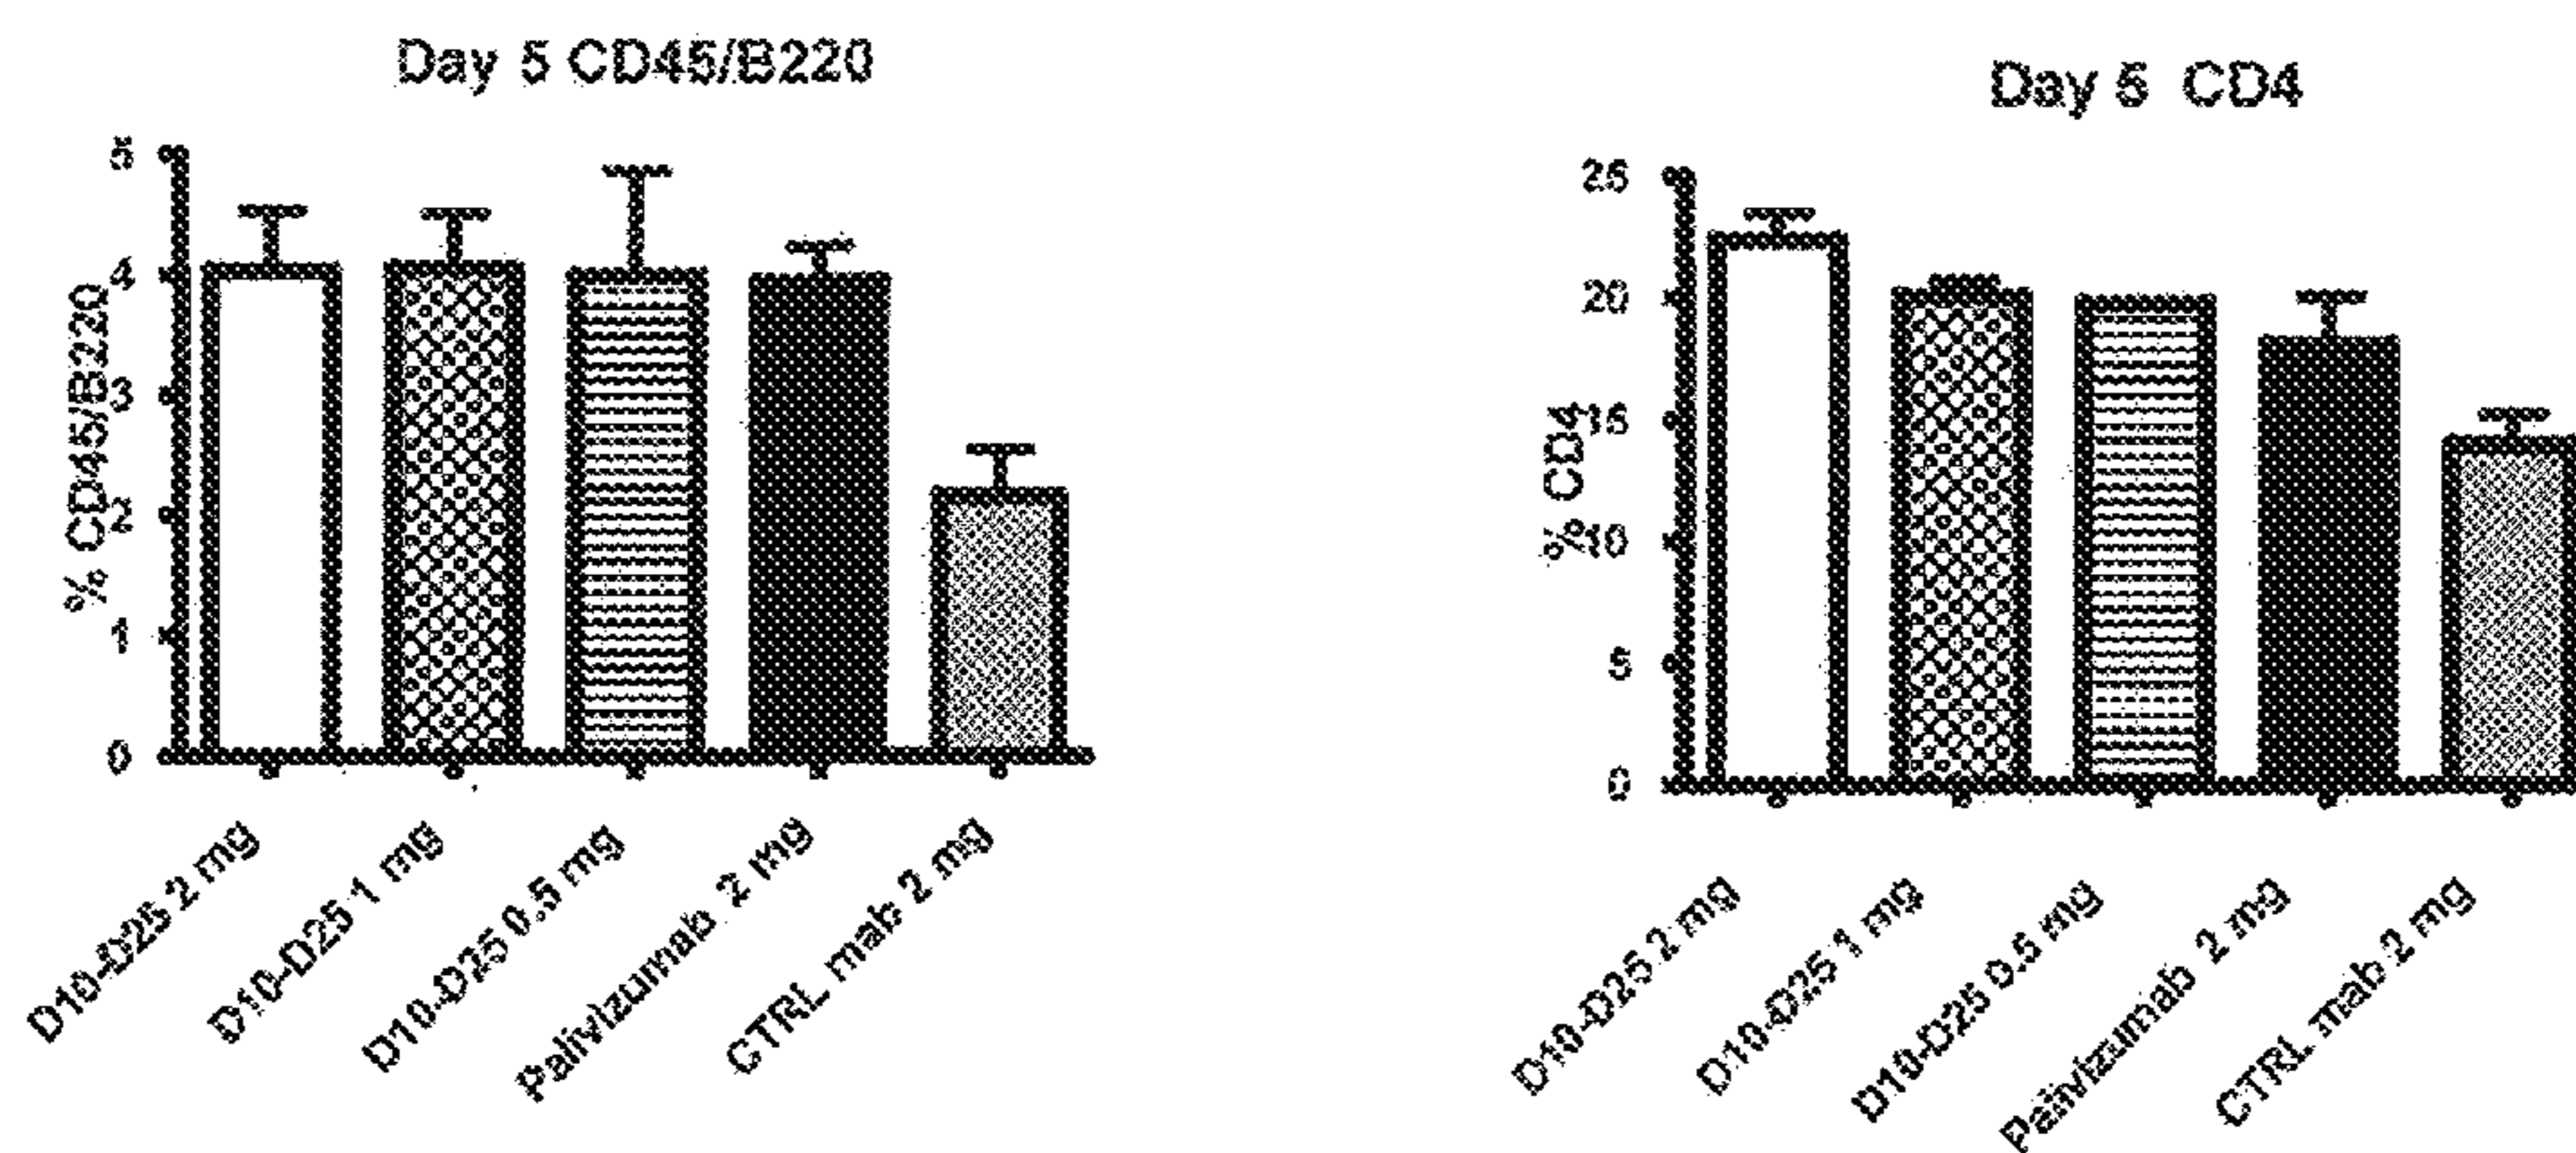 Day 5 CD45/B220
% CD45/B220
5
4
3
2
1
0
D10-D25 2 mg
D10-D25 1 mg
D10-D25 0.5 mg
Palivizumab 2 mg
CTRL mab 2 mg
Day 5 CD4
% CD4
25
20
15
10
5
0
D10-D25 2 mg
D10-D25 1 mg
D10-D25 0.5 mg
Palivizumab 2 mg
CTRL mab 2 mg